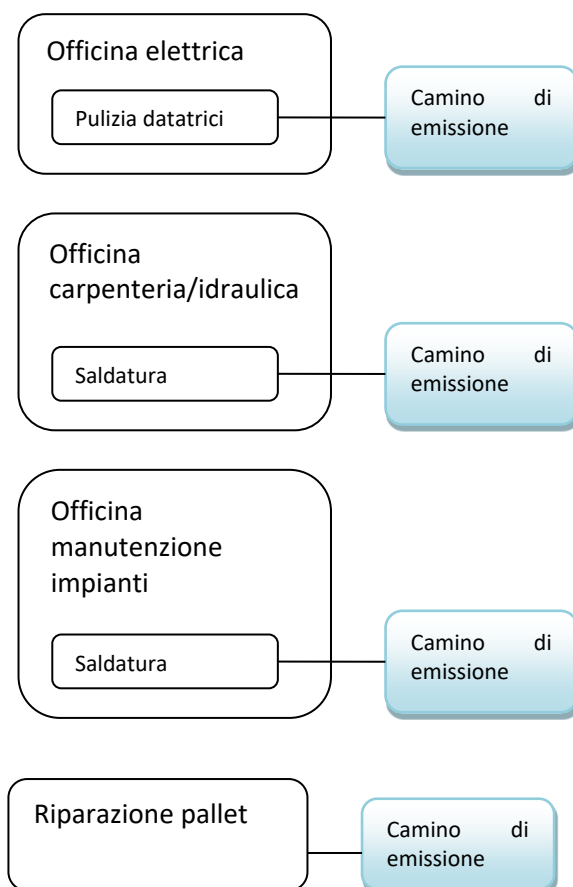 Officina elettrica
Pulizia datatrici
Camino di
emissione
Officina
carpenteria/idraulica
Saldatura
Camino di
emissione
Officina
manutenzione
impianti
Saldatura
Camino di
emissione
Riparazione pallet
Camino di
emissione